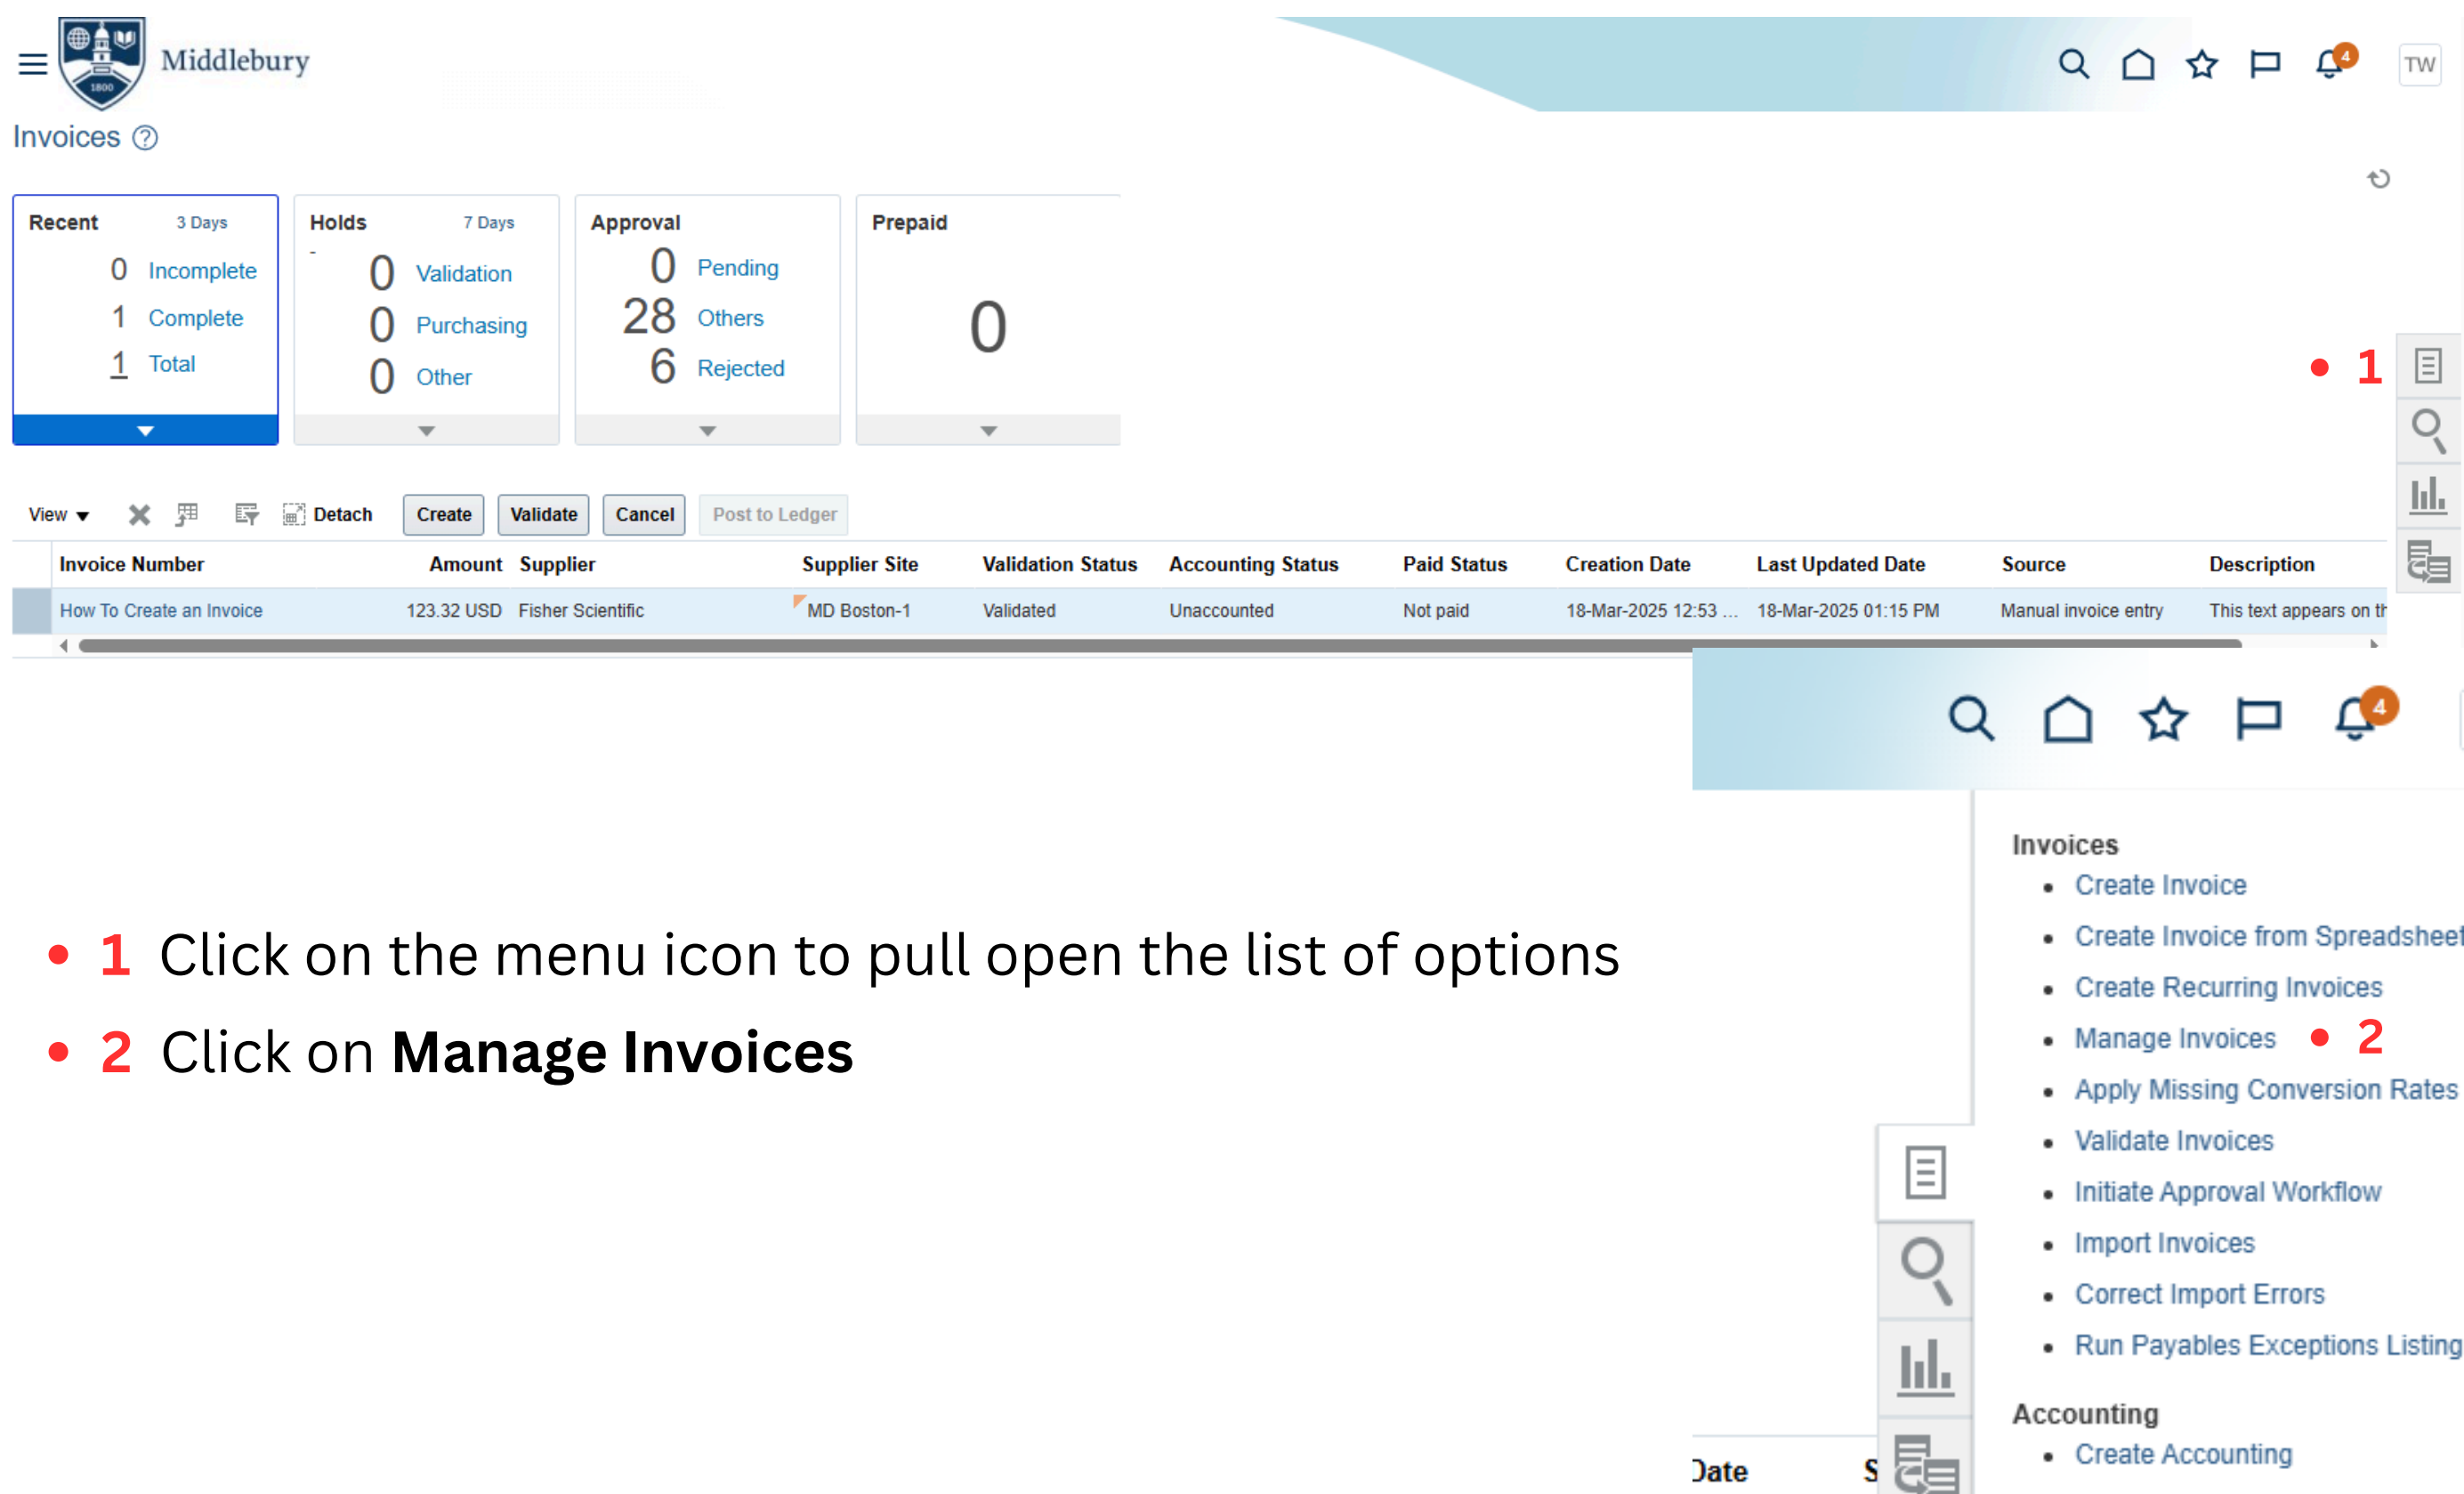 Middlebury
1800
4
TW
Invoices ?
Recent 3 Days
0 Incomplete
1 Complete
1 Total
Holds 7 Days
-
0 Validation
0 Purchasing
0 Other
Approval
0 Pending
28 Others
6 Rejected
Prepaid
0
• 1
View Detach Create Validate Cancel Post to Ledger
Invoice Number Amount Supplier Supplier Site Validation Status Accounting Status Paid Status Creation Date Last Updated Date Source Description
How To Create an Invoice 123.32 USD Fisher Scientific MD Boston-1 Validated Unaccounted Not paid 18-Mar-2025 12:53 ... 18-Mar-2025 01:15 PM Manual invoice entry This text appears on th
4
• 1 Click on the menu icon to pull open the list of options
• 2 Click on Manage Invoices
Invoices
• Create Invoice
• Create Invoice from Spreadsheet
• Create Recurring Invoices
• Manage Invoices • 2
• Apply Missing Conversion Rates
• Validate Invoices
• Initiate Approval Workflow
• Import Invoices
• Correct Import Errors
• Run Payables Exceptions Listing
Accounting
• Create Accounting
Date S